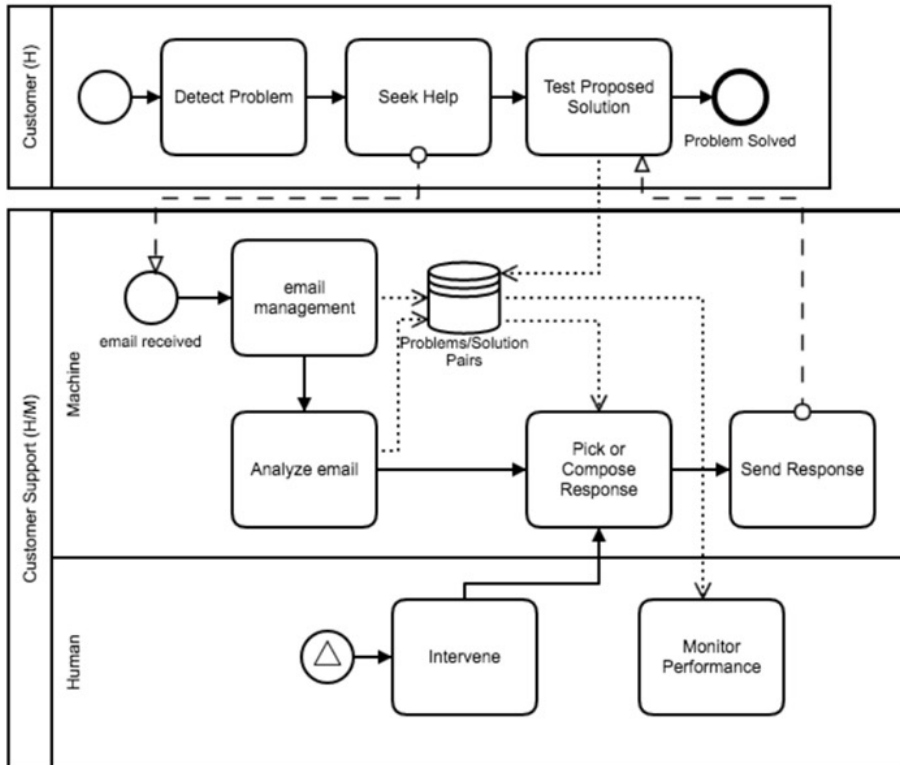 Customer (H)
Detect Problem
Seek Help
Test Proposed
Solution
Problem Solved
Customer Support (H/M)
Machine
email received
email
management
Problems/Solution
Pairs
Analyze email
Pick or
Compose
Response
Send Response
Human
Intervene
Monitor
Performance